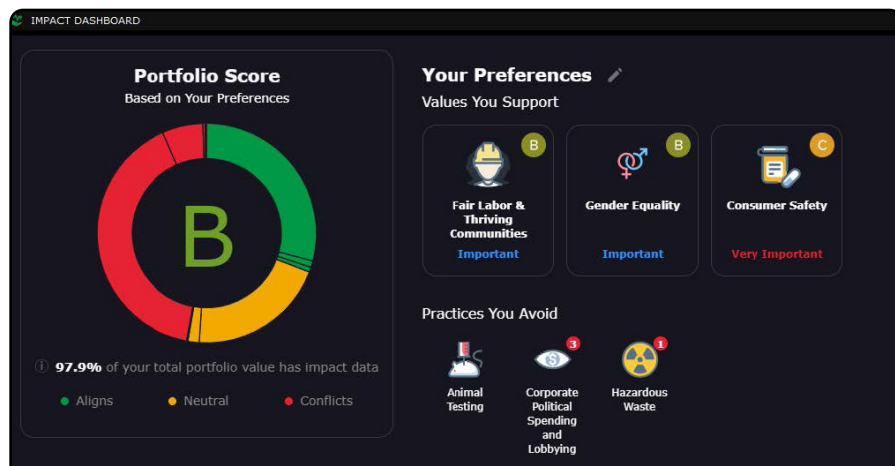 IMPACT DASHBOARD
Portfolio Score
Based on Your Preferences
B
97.9% of your total portfolio value has impact data
Aligns
Neutral
Conflicts
Your Preferences
Values You Support
B
Fair Labor &
Thriving
Communities
Important
B
Gender Equality
Important
C
Consumer Safety
Very Important
Practices You Avoid
Animal
Testing
3
$
Corporate
Political
Spending
and
Lobbying
1
Hazardous
Waste